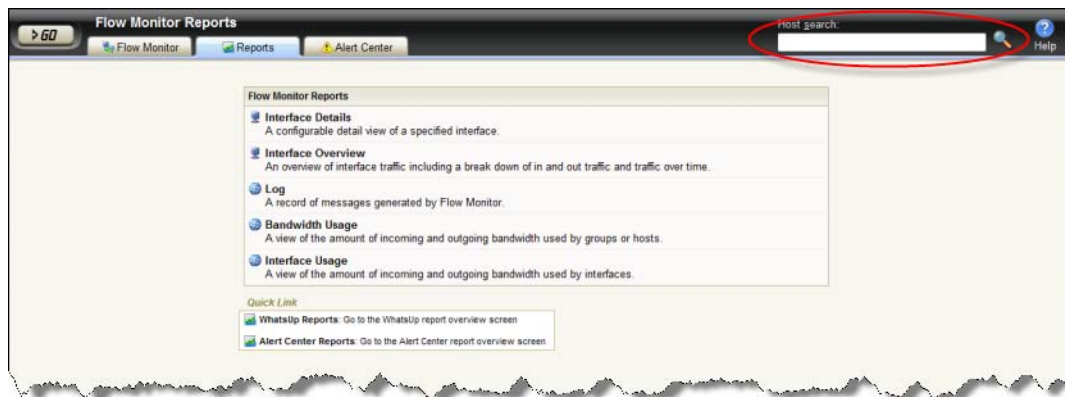 Flow Monitor Reports
Host search:
> GO
Flow Monitor
Reports
Alert Center
Help
Flow Monitor Reports
Interface Details
A configurable detail view of a specified interface.
Interface Overview
An overview of interface traffic including a break down of in and out traffic and traffic over time.
Log
A record of messages generated by Flow Monitor.
Bandwidth Usage
A view of the amount of incoming and outgoing bandwidth used by groups or hosts.
Interface Usage
A view of the amount of incoming and outgoing bandwidth used by interfaces.
Quick Link
WhatsUp Reports: Go to the WhatsUp report overview screen
Alert Center Reports: Go to the Alert Center report overview screen